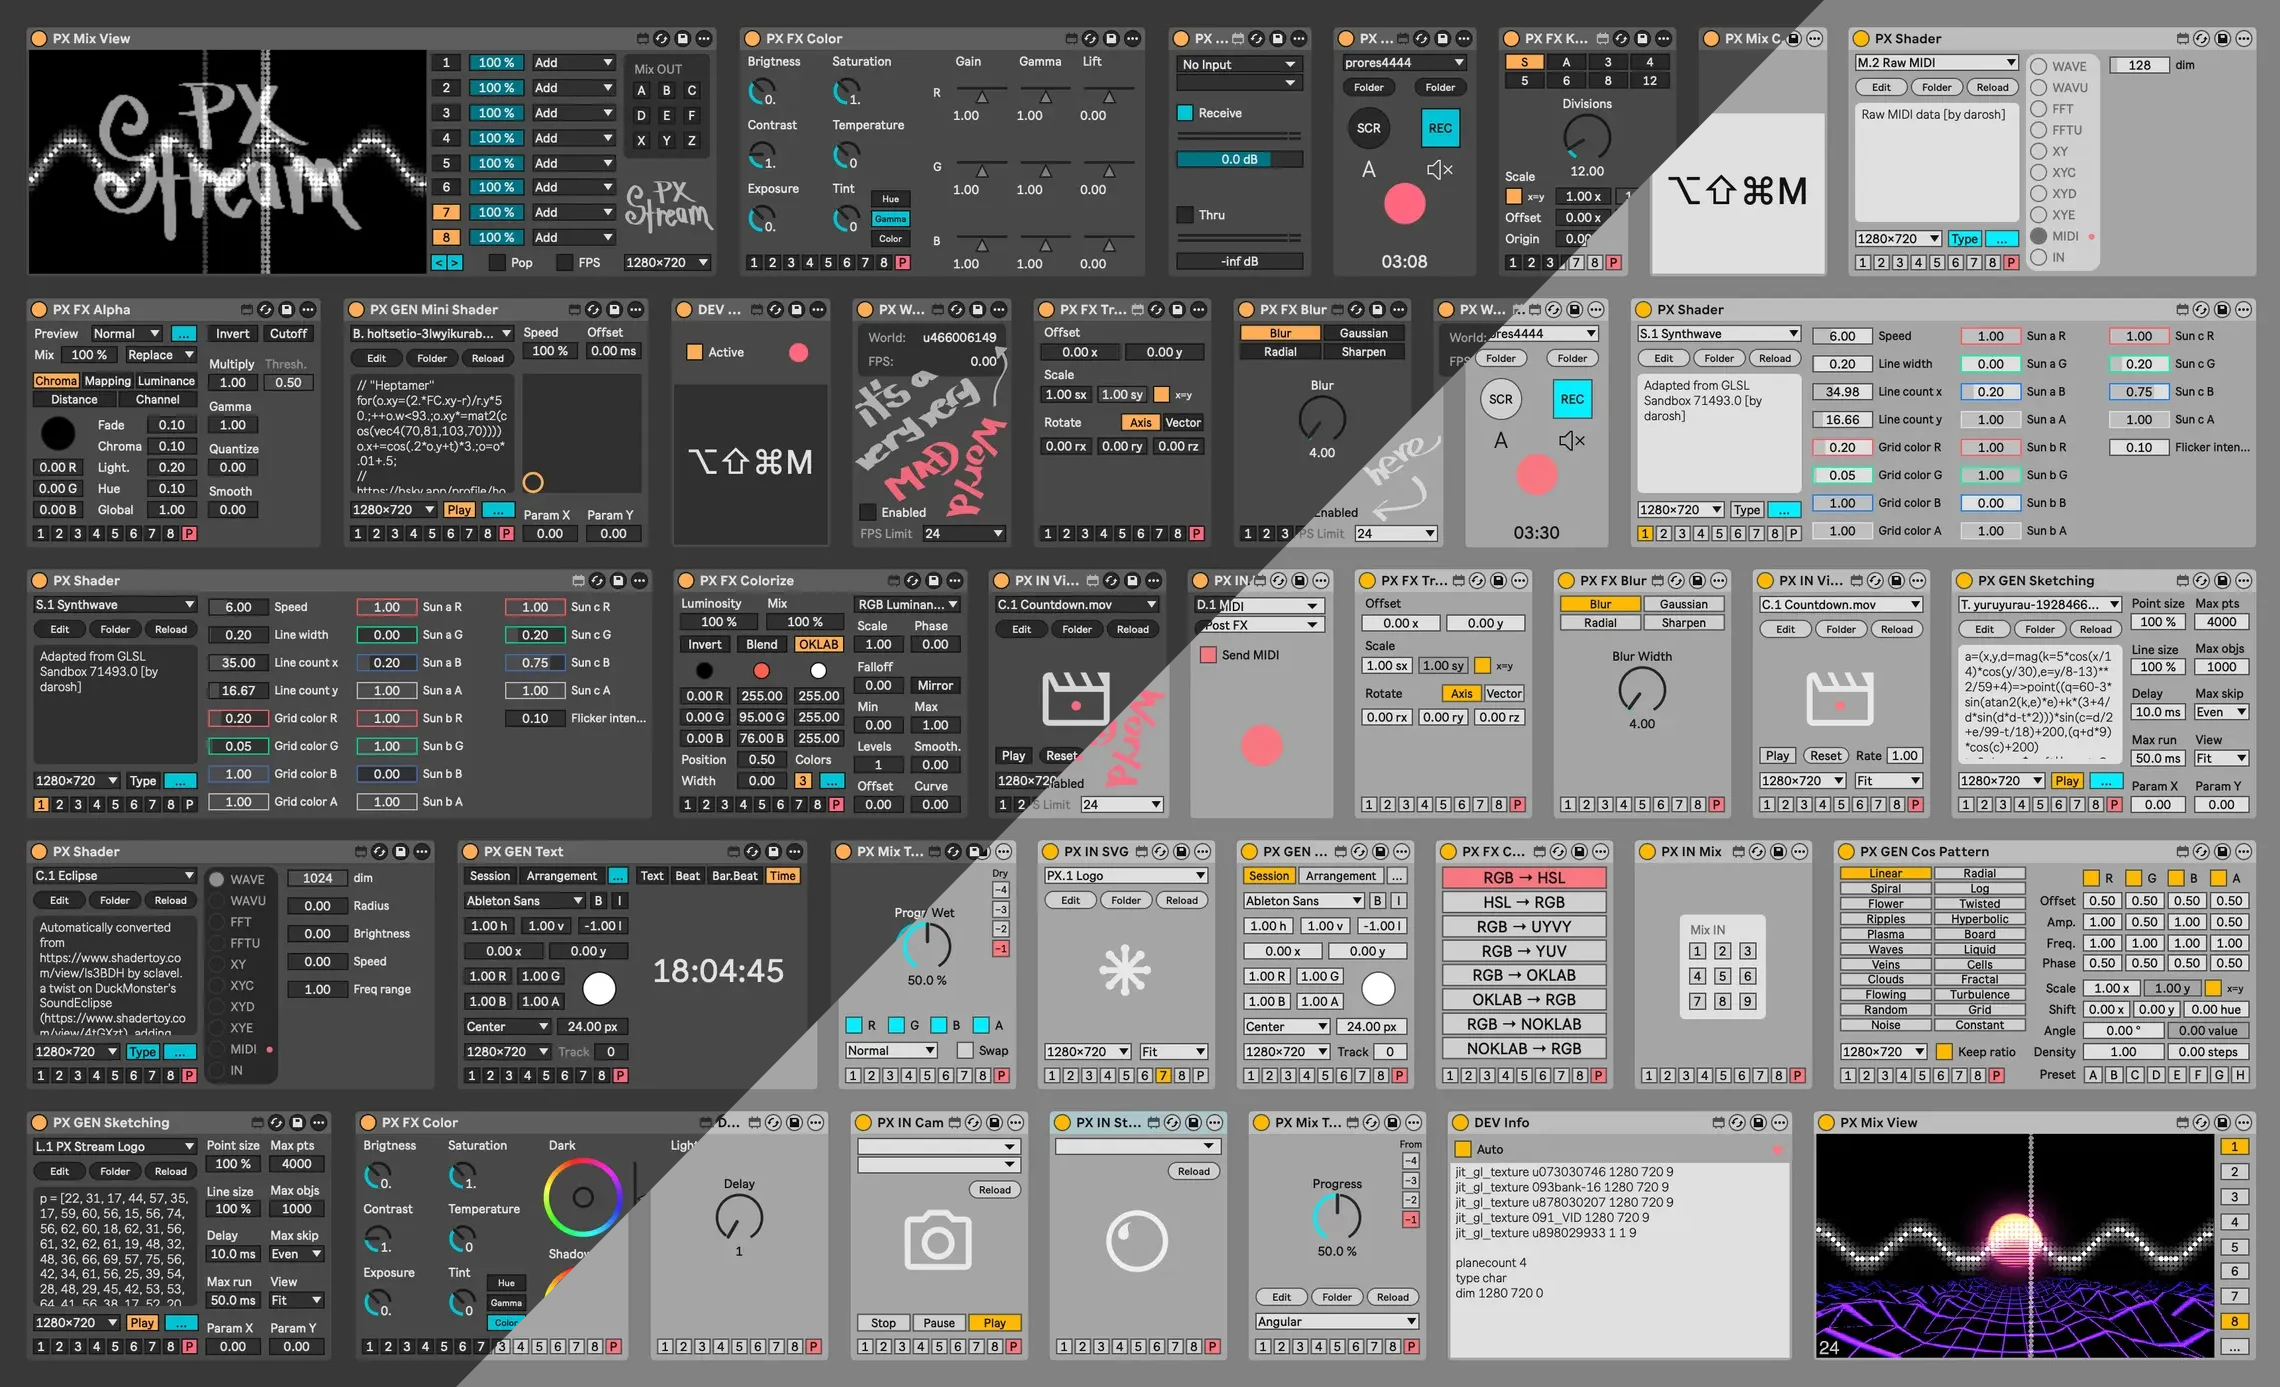 PX Mix View
PX Stream
1 100 % Add
2 100 % Add
3 100 % Add
4 100 % Add
5 100 % Add
6 100 % Add
7 100 % Add
8 100 % Add
< > Pop FPS 1280×720
Mix OUT
A B C
D E F
X Y Z
PX Stream
PX FX Color
Brigtness Saturation Gain Gamma Lift
0. 1. R 1.00 1.00 0.00
Contrast Temperature
1. 0 G 1.00 1.00 0.00
Exposure Tint Hue
0. 0 Gamma
Color B 1.00 1.00 0.00
1 2 3 4 5 6 7 8 P
PX ...
No Input
Receive
0.0 dB
Thru
-inf dB
PX ...
prores4444
Folder Folder
SCR REC
A
03:08
PX FX K...
S A 3 4
5 6 8 12
Divisions
12.00
Scale
x=y 1.00 x
Offset 0.00 x
Origin 0.00
1 2 3 4 5 6 7 8 P
PX Mix C
⌥⇧⌘M
PX Shader
M.2 Raw MIDI
Edit Folder Reload
Raw MIDI data [by darosh]
1280×720 Type ...
1 2 3 4 5 6 7 8 P
WAVE
WAVU
FFT
FFTU
XY
XYC
XYD
XYE
MIDI
IN
128 dim
PX FX Alpha
Preview Normal ... Invert Cutoff
Mix 100 % Replace Multiply Thresh.
Chroma Mapping Luminance 1.00 0.50
Distance Channel Gamma
Fade 0.10 1.00
Chroma 0.10 Quantize
0.00 R Light. 0.20 0.00
0.00 G Hue 0.10 Smooth
0.00 B Global 1.00 0.00
1 2 3 4 5 6 7 8 P
PX GEN Mini Shader
B. holtsetio-3lwyikurab... Speed Offset
Edit Folder Reload 100 % 0.00 ms
// "Heptamer"
for(o.xy=(2.*FC.xy-r)/r.y*5
0.;++o.w<93.;o.xy*=mat2(c
os(vec4(70,81,103,70))))
o.x+=cos(.2*o.y+t)*3.;o=o*
.01+.5;
//
https://bsky.app/profile/ho
1280×720 Play ... Param X Param Y
1 2 3 4 5 6 7 8 P 0.00 0.00
DEV ...
Active
⌥⇧⌘M
PX W...
World: u466006149
FPS: 0.00
it's a
very very
MAD
World
Enabled
FPS Limit 24
PX FX Tr...
Offset
0.00 x 0.00 y
Scale
1.00 sx 1.00 sy x=y
Rotate Axis Vector
0.00 rx 0.00 ry 0.00 rz
1 2 3 4 5 6 7 8 P
PX FX Blur
Blur Gaussian
Radial Sharpen
Blur
4.00
1 2 3
PX W...
World:
FPS
here
Enabled
FPS Limit 24
prores4444
Folder Folder
SCR REC
A
03:30
PX Shader
S.1 Synthwave
Edit Folder Reload
Adapted from GLSL
Sandbox 71493.0 [by
darosh]
1280×720 Type ...
1 2 3 4 5 6 7 8 P
6.00 Speed 1.00 Sun a R 1.00 Sun c R
0.20 Line width 0.00 Sun a G 0.20 Sun c G
34.98 Line count x 0.20 Sun a B 0.75 Sun c B
16.66 Line count y 1.00 Sun a A 1.00 Sun c A
0.20 Grid color R 1.00 Sun b R 0.10 Flicker inten...
0.05 Grid color G 1.00 Sun b G
1.00 Grid color B 0.00 Sun b B
1.00 Grid color A 1.00 Sun b A
PX Shader
S.1 Synthwave
Edit Folder Reload
Adapted from GLSL
Sandbox 71493.0 [by
darosh]
1280×720 Type ...
1 2 3 4 5 6 7 8 P
6.00 Speed 1.00 Sun a R 1.00 Sun c R
0.20 Line width 0.00 Sun a G 0.20 Sun c G
35.00 Line count x 0.20 Sun a B 0.75 Sun c B
16.67 Line count y 1.00 Sun a A 1.00 Sun c A
0.20 Grid color R 1.00 Sun b R 0.10 Flicker inten...
0.05 Grid color G 1.00 Sun b G
1.00 Grid color B 0.00 Sun b B
1.00 Grid color A 1.00 Sun b A
PX FX Colorize
Luminosity Mix RGB Luminan...
100 % 100 % Scale Phase
Invert Blend OKLAB 1.00 0.00
Falloff
0.00 R 255.00 255.00 0.00 Mirror
0.00 G 95.00 G 255.00 Min Max
0.00 B 76.00 B 255.00 0.00 1.00
Position 0.50 Colors Levels Smooth.
Width 0.00 3 ... 1 0.00
Offset Curve
1 2 3 4 5 6 7 8 P 0.00 0.00
PX IN Vi...
C.1 Countdown.mov
Edit Folder Reload
Play Reset
1280×720
1 2
World
Enabled
S Limit 24
PX IN
D.1 MIDI
Post FX
Send MIDI
PX FX Tr...
Offset
0.00 x 0.00 y
Scale
1.00 sx 1.00 sy x=y
Rotate Axis Vector
0.00 rx 0.00 ry 0.00 rz
1 2 3 4 5 6 7 8 P
PX FX Blur
Blur Gaussian
Radial Sharpen
Blur Width
4.00
1 2 3 4 5 6 7 8 P
PX IN Vi...
C.1 Countdown.mov
Edit Folder Reload
Play Reset Rate 1.00
1280×720 Fit
1 2 3 4 5 6 7 8 P
PX GEN Sketching
T. yuruyurau-1928466... Point size Max pts
Edit Folder Reload 100 % 4000
a=(x,y,d=mag(k=5*cos(x/1
4)*cos(y/30),e=y/8-13)**
2/59+4)=>point((q=60-3*
sin(atan2(k,e)*e)+k*(3+4/
d*sin(d*d-t*2)))*sin(c=d/2
+e/99-t/18)+200,(q+d*9)
*cos(c)+200)
Line size Max objs
100 % 1000
Delay Max skip
10.0 ms Even
Max run View
50.0 ms Fit
1280×720 Play ... Param X Param Y
1 2 3 4 5 6 7 8 P 0.00 0.00
PX Shader
C.1 Eclipse
Edit Folder Reload
Automatically converted
from
https://www.shadertoy.co
m/view/ls3BDH by sclavel.
a twist on DuckMonster's
SoundEclipse
(https://www.shadertoy.co
m/view/4tGXzt), adding
1280×720 Type ...
1 2 3 4 5 6 7 8 P
WAVE
WAVU
FFT
FFTU
XY
XYC
XYD
XYE
MIDI
IN
1024 dim
0.00 Radius
0.00 Brightness
0.00 Speed
1.00 Freq range
PX GEN Text
Session Arrangement ... Text Beat Bar.Beat Time
Ableton Sans B I
1.00 h 1.00 v -1.00 l
0.00 x 0.00 y
1.00 R 1.00 G
1.00 B 1.00 A
18:04:45
Center 24.00 px
1280×720 Track 0
1 2 3 4 5 6 7 8 P
PX Mix T...
Dry
-4
-3
-2
-1
Progr Wet
50.0 %
R G B A
Normal Swap
1 2 3 4 5 6 7 8 P
PX IN SVG
PX.1 Logo
Edit Folder Reload
1280×720 Fit
1 2 3 4 5 6 7 8 P
PX GEN ...
Session Arrangement ...
Ableton Sans B I
1.00 h 1.00 v -1.00 l
0.00 x 0.00 y
1.00 R 1.00 G
1.00 B 1.00 A
Center 24.00 px
1280×720 Track 0
1 2 3 4 5 6 7 8 P
PX FX C...
RGB → HSL
HSL → RGB
RGB → UYVY
RGB → YUV
RGB → OKLAB
OKLAB → RGB
RGB → NOKLAB
NOKLAB → RGB
1 2 3 4 5 6 7 8 P
PX IN Mix
Mix IN
1 2 3
4 5 6
7 8 9
1 2 3 4 5 6 7 8 P
PX GEN Cos Pattern
Linear Radial
Spiral Log
Flower Twisted
Ripples Hyperbolic
Plasma Board
Waves Liquid
Veins Cells
Clouds Fractal
Flowing Turbulence
Random Grid
Noise Constant
1280×720 Keep ratio
1 2 3 4 5 6 7 8 P
R G B A
Offset 0.50 0.50 0.50 0.50
Amp. 1.00 0.50 0.50 0.50
Freq. 1.00 1.00 1.00 1.00
Phase 0.50 0.50 0.50 0.50
Scale 1.00 x 1.00 y x=y
Shift 0.00 x 0.00 y 0.00 hue
Angle 0.00 ° 0.00 value
Density 1.00 0.00 steps
Preset A B C D E F G H
PX GEN Sketching
L.1 PX Stream Logo Point size Max pts
Edit Folder Reload 100 % 4000
p = [22, 31, 17, 44, 57, 35,
17, 59, 60, 56, 15, 56, 74,
56, 62, 60, 18, 62, 31, 56,
61, 32, 62, 61, 19, 48, 32,
48, 36, 66, 69, 57, 75, 56,
42, 34, 61, 56, 25, 39, 54,
28, 48, 29, 45, 42, 53, 53,
64, 41, 56, 38, 17, 52, 20,
Line size Max objs
100 % 1000
Delay Max skip
10.0 ms Even
Max run View
50.0 ms Fit
1280×720 Play ... Param X Param Y
1 2 3 4 5 6 7 8 P 0.00 0.00
PX FX Color
Brigtness Saturation Dark Light
0. 1.
Contrast Temperature
1. 0 Shadow
Exposure Tint Hue
0. 0 Gamma
Color
1 2 3 4 5 6 7 8
3 4 5 6 7 8 P
D...
Delay
1
1 2 3 4 5 6 7 8 P
PX IN Cam
Reload
Stop Pause Play
1 2 3 4 5 6 7 8 P
PX IN St...
Reload
1 2 3 4 5 6 7 8 P
PX Mix T...
From
-4
-3
-2
-1
Progress
50.0 %
Edit Folder Reload
Angular
1 2 3 4 5 6 7 8 P
DEV Info
Auto
jit_gl_texture u073030746 1280 720 9
jit_gl_texture 093bank-16 1280 720 9
jit_gl_texture u878030207 1280 720 9
jit_gl_texture 091_VID 1280 720 9
jit_gl_texture u898029933 1 1 9
planecount 4
type char
dim 1280 720 0
PX Mix View
24
1
2
3
4
5
6
7
8
...